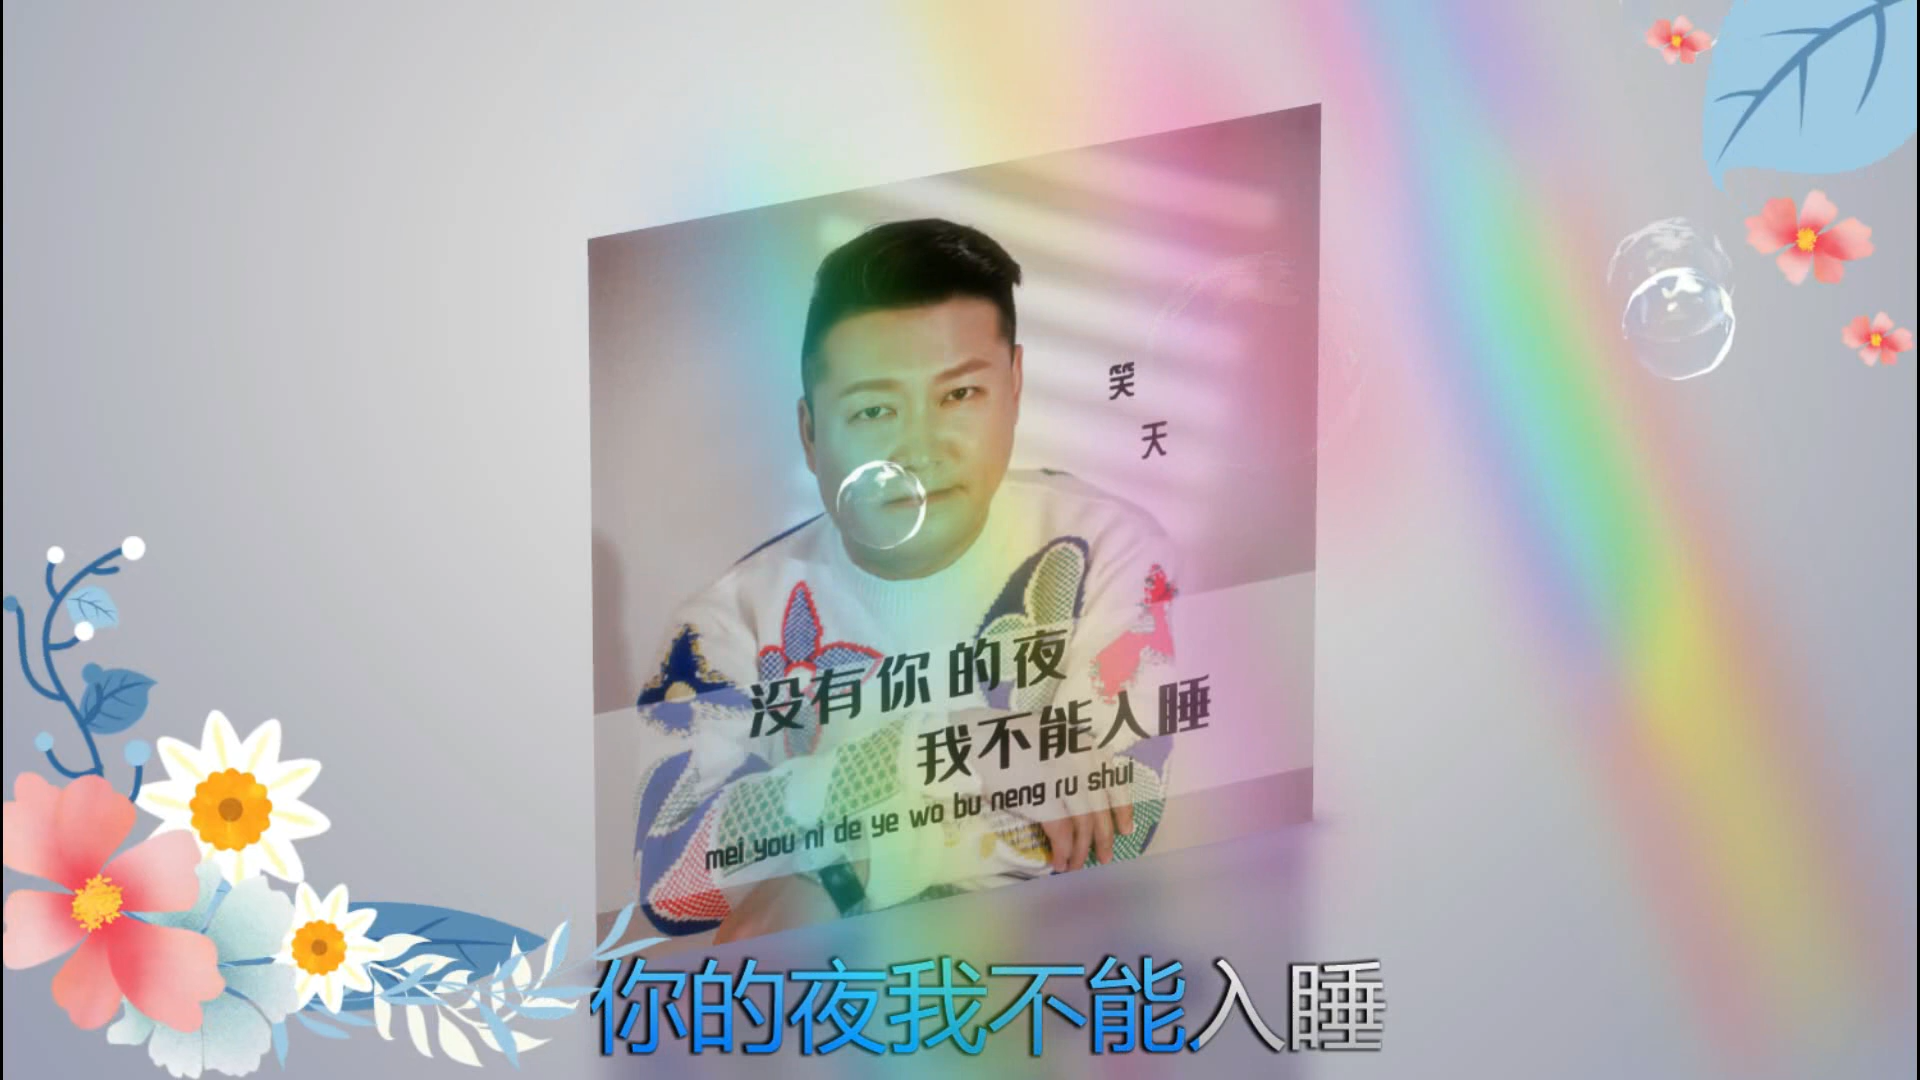 笑
天
没有你的夜
我不能入睡
mei you ni de ye wo bu neng ru shui
你的夜我不能入睡